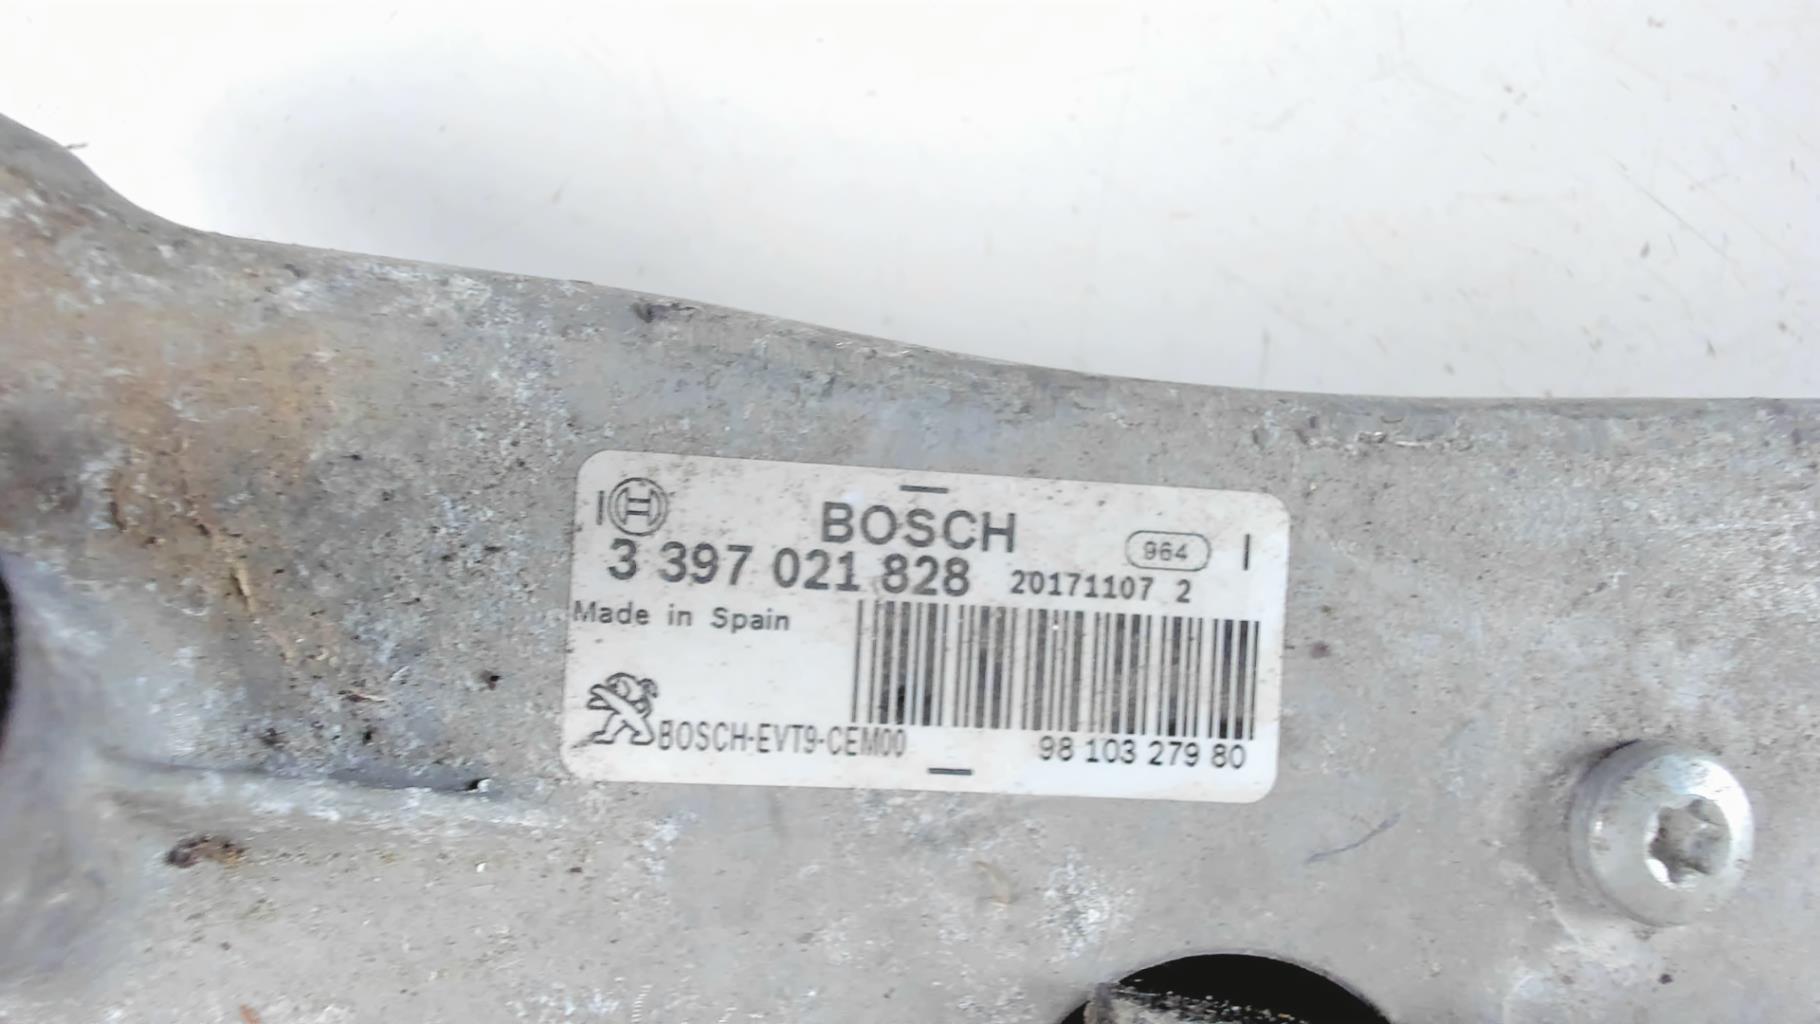 BOSCH
964
3 397 021 828 20171107 2
Made in Spain
BOSCH-EVT9-CEM00
98 103 279 80